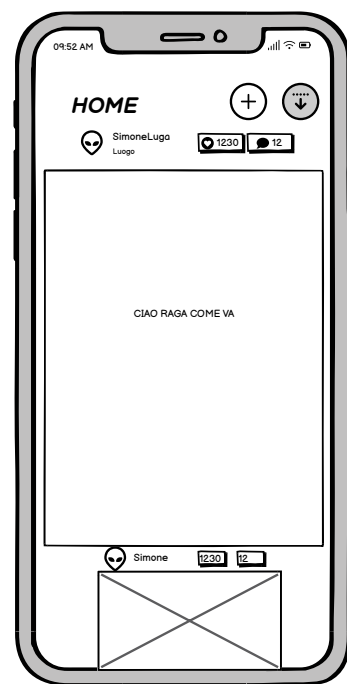 09:52 AM
HOME
SimoneLuga
Luogo
1230
12
CIAO RAGA COME VA
Simone
1230
12